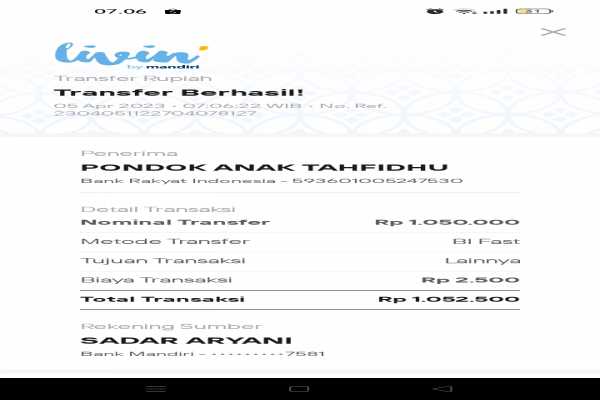 07.06
61
livin'
by mandiri
Transfer Rupiah
Transfer Berhasil!
05 Apr 2023 • 07:06:22 WIB • No. Ref.
2304051122704078127
Penerima
PONDOK ANAK TAHFIDHU
Bank Rakyat Indonesia - 593601005247530
Detail Transaksi
Nominal Transfer Rp 1.050.000
Metode Transfer BI Fast
Tujuan Transaksi Lainnya
Biaya Transaksi Rp 2.500
Total Transaksi Rp 1.052.500
Rekening Sumber
SADAR ARYANI
Bank Mandiri - •••••••••7581